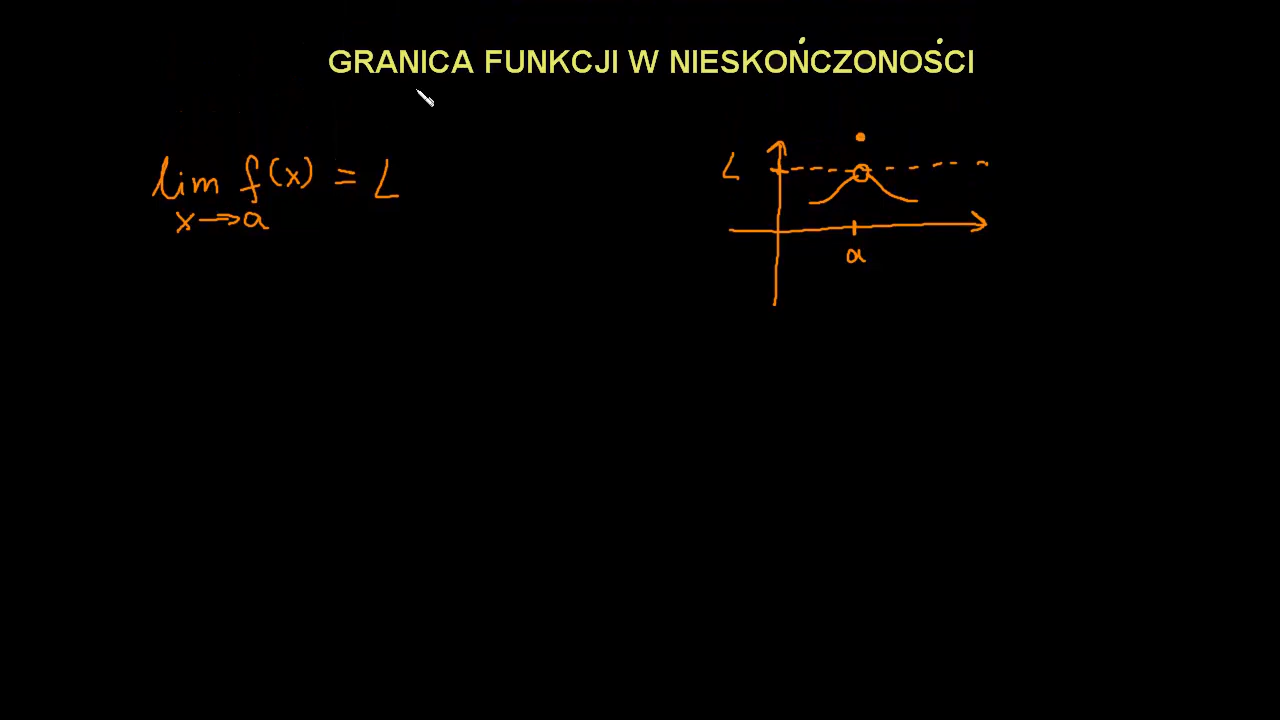 GRANICA FUNKCJI W NIESKOŃCZONOŚCI
lim f(x) = L
x→a
L
a